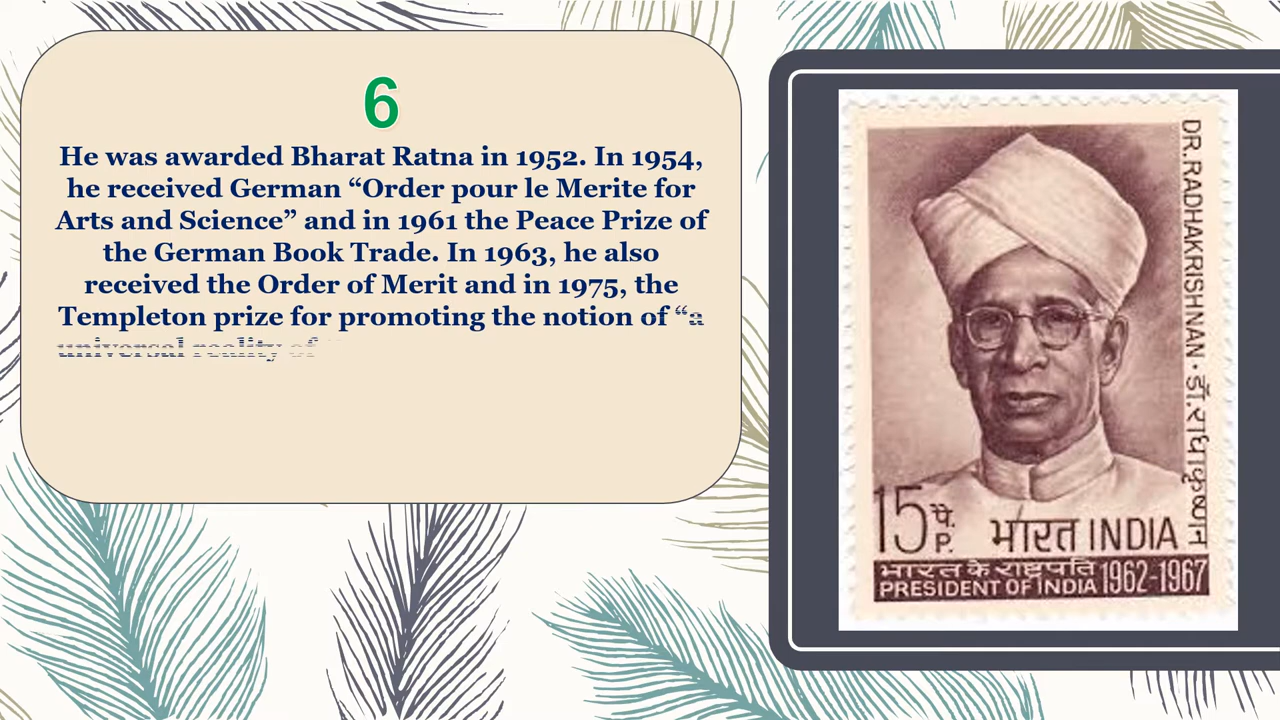 6
He was awarded Bharat Ratna in 1952. In 1954,
he received German “Order pour le Merite for
Arts and Science” and in 1961 the Peace Prize of
the German Book Trade. In 1963, he also
received the Order of Merit and in 1975, the
Templeton prize for promoting the notion of “a
universal reality of
DR. RADHAKRISHNAN · डॉ. राधाकृष्णन
15 पै.
P.
भारत INDIA
भारत के राष्ट्रपति
PRESIDENT OF INDIA 1962-1967